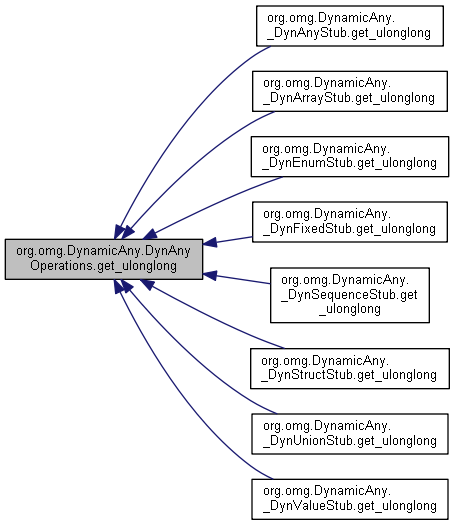 org.omg.DynamicAny.
_DynAnyStub.get_ulonglong
org.omg.DynamicAny.
_DynArrayStub.get_ulonglong
org.omg.DynamicAny.
_DynEnumStub.get_ulonglong
org.omg.DynamicAny.
_DynFixedStub.get_ulonglong
org.omg.DynamicAny.DynAny
Operations.get_ulonglong
org.omg.DynamicAny.
_DynSequenceStub.get
_ulonglong
org.omg.DynamicAny.
_DynStructStub.get_ulonglong
org.omg.DynamicAny.
_DynUnionStub.get_ulonglong
org.omg.DynamicAny.
_DynValueStub.get_ulonglong